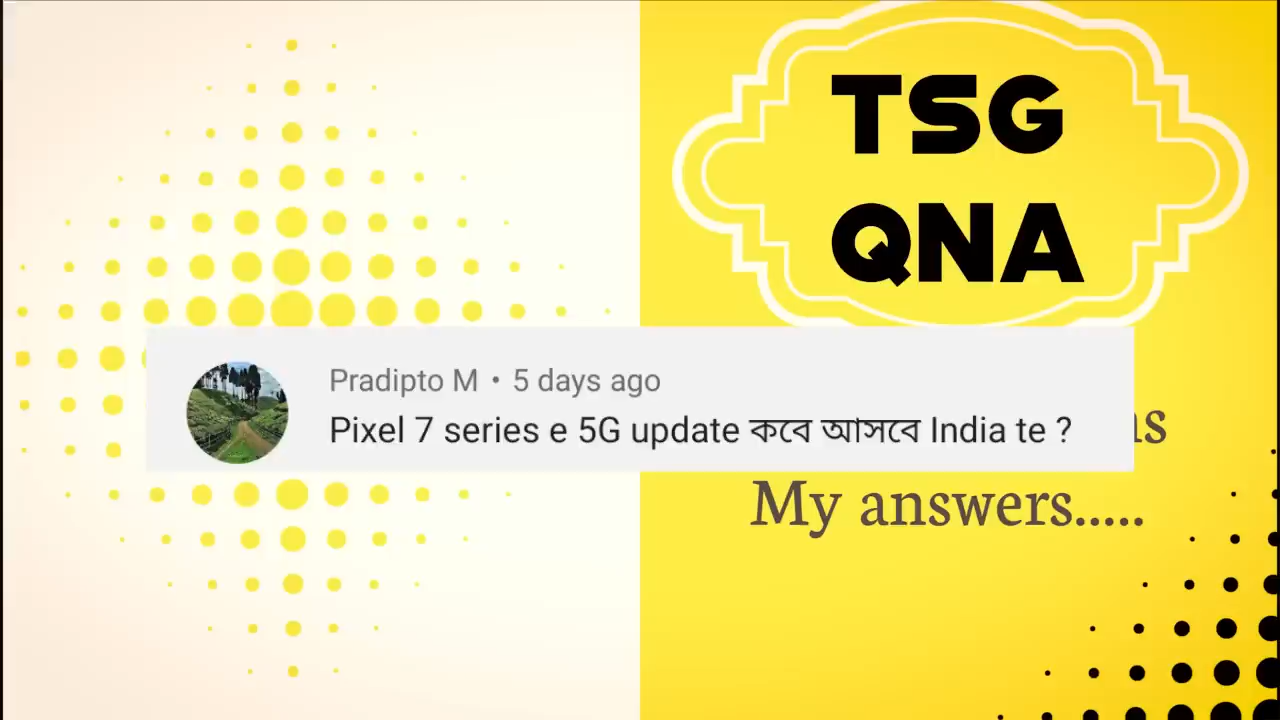 TSG
QNA
Pradipto M • 5 days ago
Pixel 7 series e 5G update কবে আসবে India te ?
My answers.....